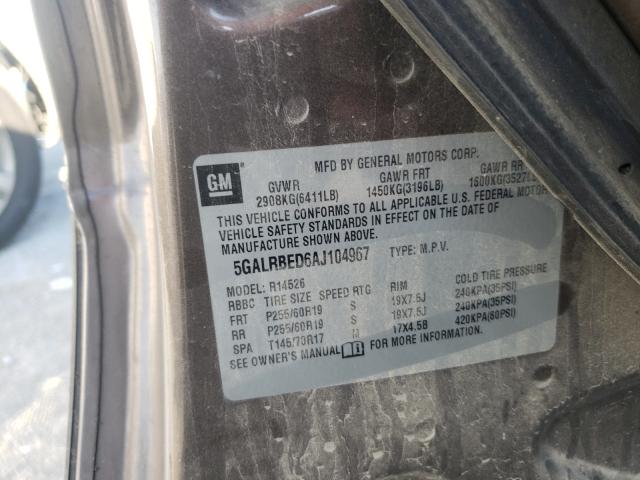 GM
MFD BY GENERAL MOTORS CORP.
GVWR GAWR FRT GAWR RR
2908KG(6411LB) 1450KG(3196LB) 1600KG(3527LB
THIS VEHICLE CONFORMS TO ALL APPLICABLE U.S. FEDERAL MOTOR
VEHICLE SAFETY STANDARDS IN EFFECT ON THE DATE OF
MANUFACTURE SHOWN ABOVE.
5GALRBED6AJ104967 TYPE: M.P.V.
MODEL: R14526
RBBC TIRE SIZE SPEED RTG RIM COLD TIRE PRESSURE
FRT P255/60R19 S 19X7.5J 240KPA(35PSI)
RR P255/60R19 S 19X7.5J 240KPA(35PSI)
SPA T145/70R17 M 17X4.5B 420KPA(60PSI)
SEE OWNER'S MANUAL FOR MORE INFORMATION.